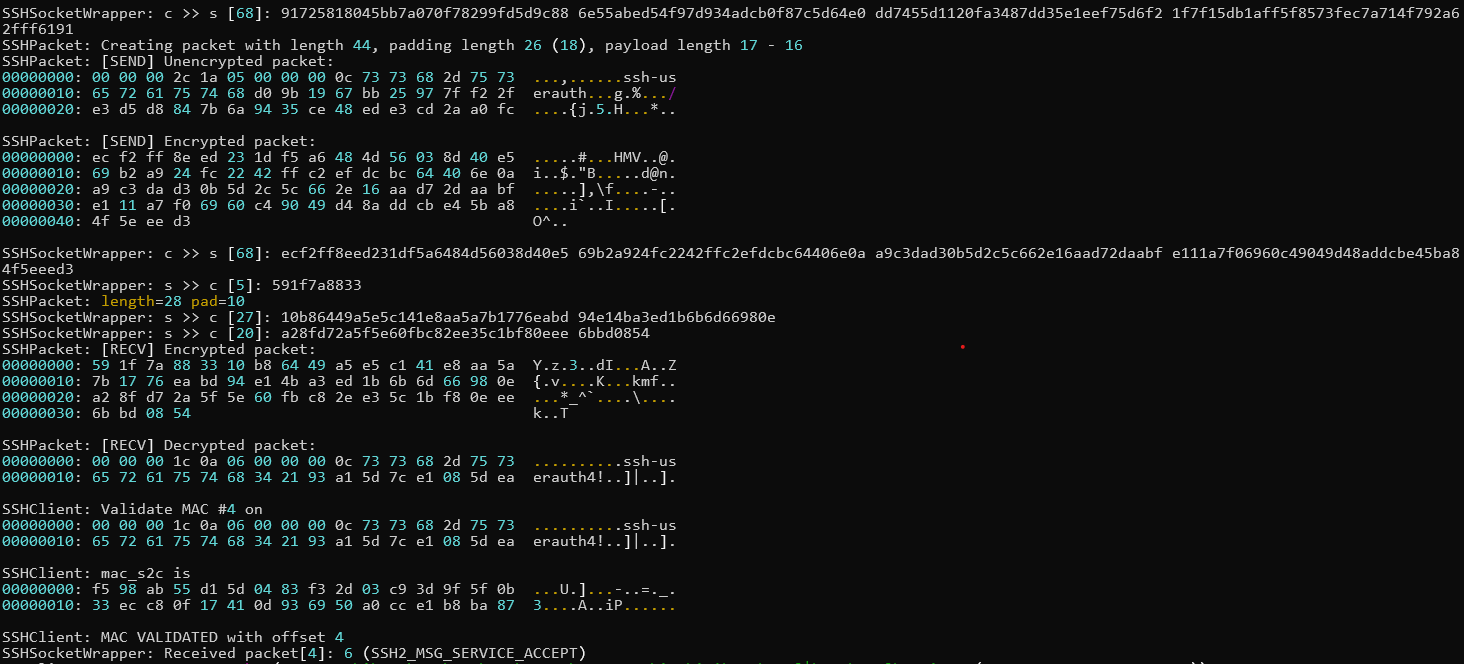 SSHSocketWrapper: c >> s [68]: 91725818045bb7a070f78299fd5d9c88 6e55abed54f97d934adcb0f87c5d64e0 dd7455d1120fa3487dd35e1eef75d6f2 1f7f15db1aff5f8573fec7a714f792a6
2fff6191
SSHPacket: Creating packet with length 44, padding length 26 (18), payload length 17 - 16
SSHPacket: [SEND] Unencrypted packet:
00000000: 00 00 00 2c 1a 05 00 00 00 0c 73 73 68 2d 75 73  ...,......ssh-us
00000010: 65 72 61 75 74 68 d0 9b 19 67 bb 25 97 7f f2 2f  erauth...g.%.../
00000020: e3 d5 d8 84 7b 6a 94 35 ce 48 ed e3 cd 2a a0 fc  ....{j.5.H...*..
SSHPacket: [SEND] Encrypted packet:
00000000: ec f2 ff 8e ed 23 1d f5 a6 48 4d 56 03 8d 40 e5  .....#...HMV..@.
00000010: 69 b2 a9 24 fc 22 42 ff c2 ef dc bc 64 40 6e 0a  i..$."B.....d@n.
00000020: a9 c3 da d3 0b 5d 2c 5c 66 2e 16 aa d7 2d aa bf  .....],\f....-..
00000030: e1 11 a7 f0 69 60 c4 90 49 d4 8a dd cb e4 5b a8  ....i`..I.....[.
00000040: 4f 5e ee d3                                      O^..
SSHSocketWrapper: c >> s [68]: ecf2ff8eed231df5a6484d56038d40e5 69b2a924fc2242ffc2efdcbc64406e0a a9c3dad30b5d2c5c662e16aad72daabf e111a7f06960c49049d48addcbe45ba8
4f5eeed3
SSHSocketWrapper: s >> c [5]: 591f7a8833
SSHPacket: length=28 pad=10
SSHSocketWrapper: s >> c [27]: 10b86449a5e5c141e8aa5a7b1776eabd 94e14ba3ed1b6b6d66980e
SSHSocketWrapper: s >> c [20]: a28fd72a5f5e60fbc82ee35c1bf80eee 6bbd0854
SSHPacket: [RECV] Encrypted packet:
00000000: 59 1f 7a 88 33 10 b8 64 49 a5 e5 c1 41 e8 aa 5a  Y.z.3..dI...A..Z
00000010: 7b 17 76 ea bd 94 e1 4b a3 ed 1b 6b 6d 66 98 0e  {.v....K...kmf..
00000020: a2 8f d7 2a 5f 5e 60 fb c8 2e e3 5c 1b f8 0e ee  ...*_^`....\....
00000030: 6b bd 08 54                                      k..T
SSHPacket: [RECV] Decrypted packet:
00000000: 00 00 00 1c 0a 06 00 00 00 0c 73 73 68 2d 75 73  ..........ssh-us
00000010: 65 72 61 75 74 68 34 21 93 a1 5d 7c e1 08 5d ea  erauth4!..]|..].
SSHClient: Validate MAC #4 on
00000000: 00 00 00 1c 0a 06 00 00 00 0c 73 73 68 2d 75 73  ..........ssh-us
00000010: 65 72 61 75 74 68 34 21 93 a1 5d 7c e1 08 5d ea  erauth4!..]|..].
SSHClient: mac_s2c is
00000000: f5 98 ab 55 d1 5d 04 83 f3 2d 03 c9 3d 9f 5f 0b  ...U.]...-..=._.
00000010: 33 ec c8 0f 17 41 0d 93 69 50 a0 cc e1 b8 ba 87  3....A..iP......
SSHClient: MAC VALIDATED with offset 4
SSHSocketWrapper: Received packet[4]: 6 (SSH2_MSG_SERVICE_ACCEPT)